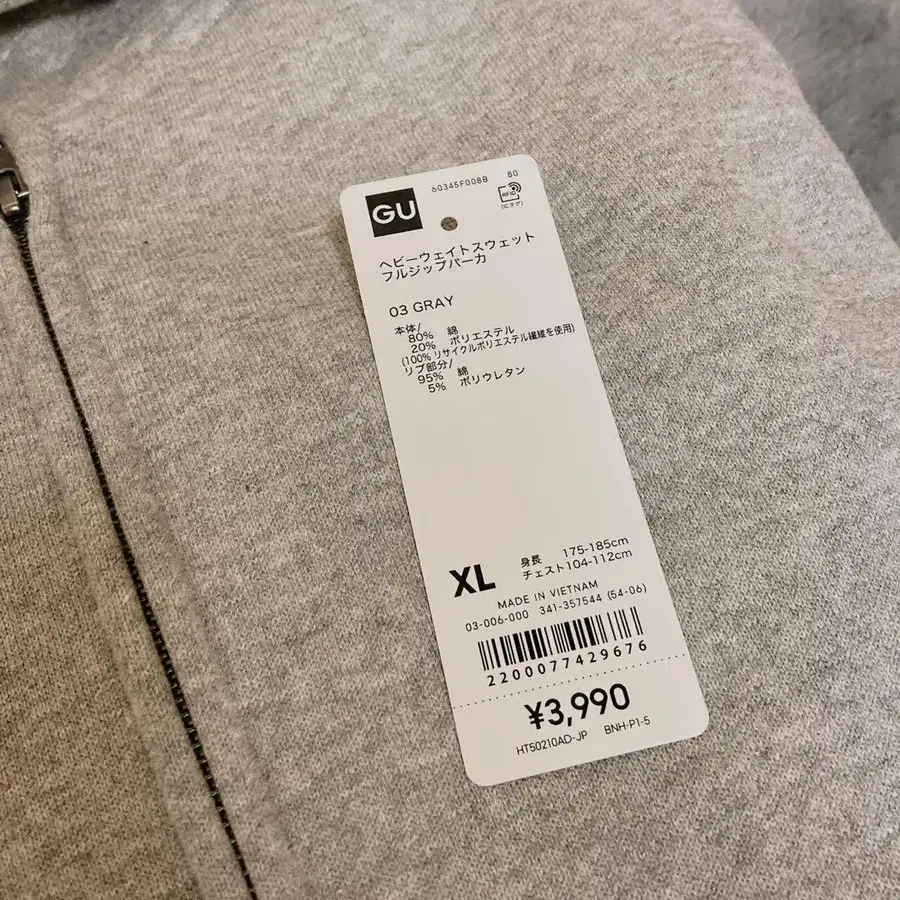 GU
60345F008B 80
RFID
(ICタグ)
ヘビーウェイトスウェット
フルジップパーカ
03 GRAY
本体/
80% 綿
20% ポリエステル
(100% リサイクルポリエステル繊維を使用)
リブ部分/
95% 綿
5% ポリウレタン
XL
身長 175-185cm
チェスト104-112cm
MADE IN VIETNAM
03-006-000 341-357544 (54-06)
2200077429676
¥3,990
HT50210AD-JP BNH-P1-5